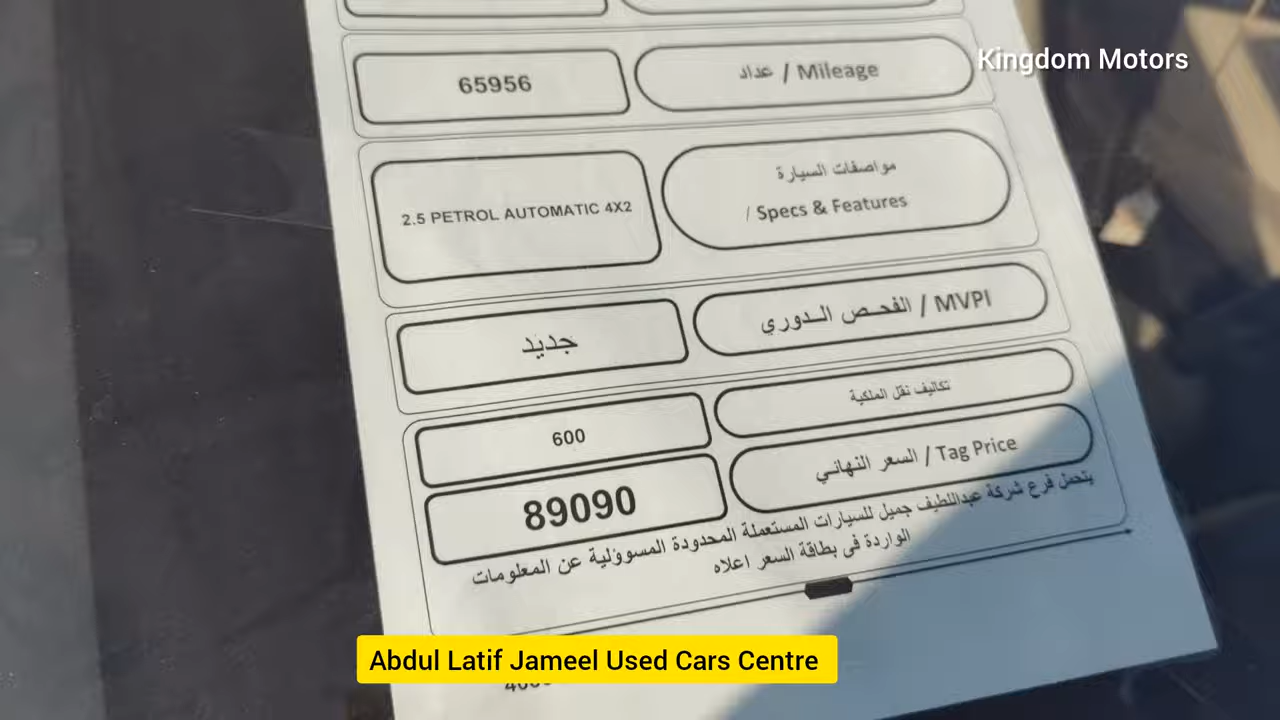 Kingdom Motors
65956
عداد / Mileage
2.5 PETROL AUTOMATIC 4X2
مواصفات السيارة
/ Specs & Features
جديد
الفحص الدوري / MVPI
600
تكاليف نقل الملكية
89090
السعر النهائي / Tag Price
يتحمل فرع شركة عبداللطيف جميل للسيارات المستعملة المحدودة المسوؤلية عن المعلومات
الواردة فى بطاقة السعر اعلاه
Abdul Latif Jameel Used Cars Centre